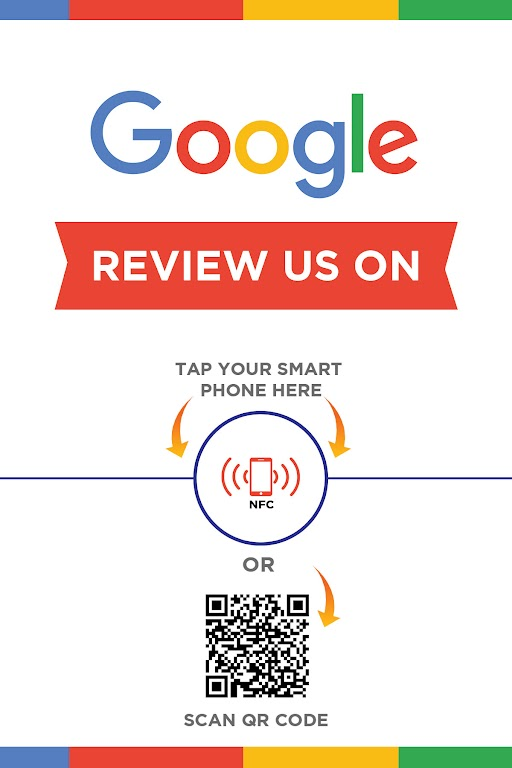 Google
REVIEW US ON
TAP YOUR SMART
PHONE HERE
NFC
OR
SCAN QR CODE